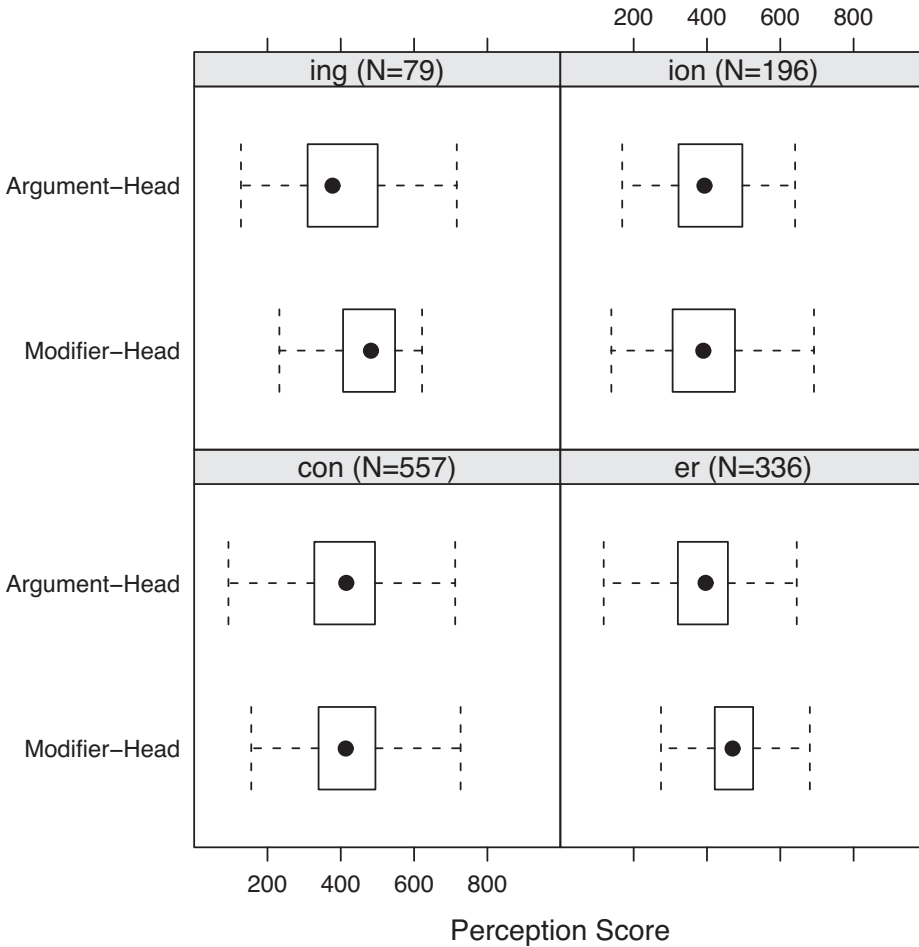 200 400 600 800
ing (N=79) ion (N=196)
Argument−Head
Modifier−Head
con (N=557) er (N=336)
Argument−Head
Modifier−Head
200 400 600 800
Perception Score